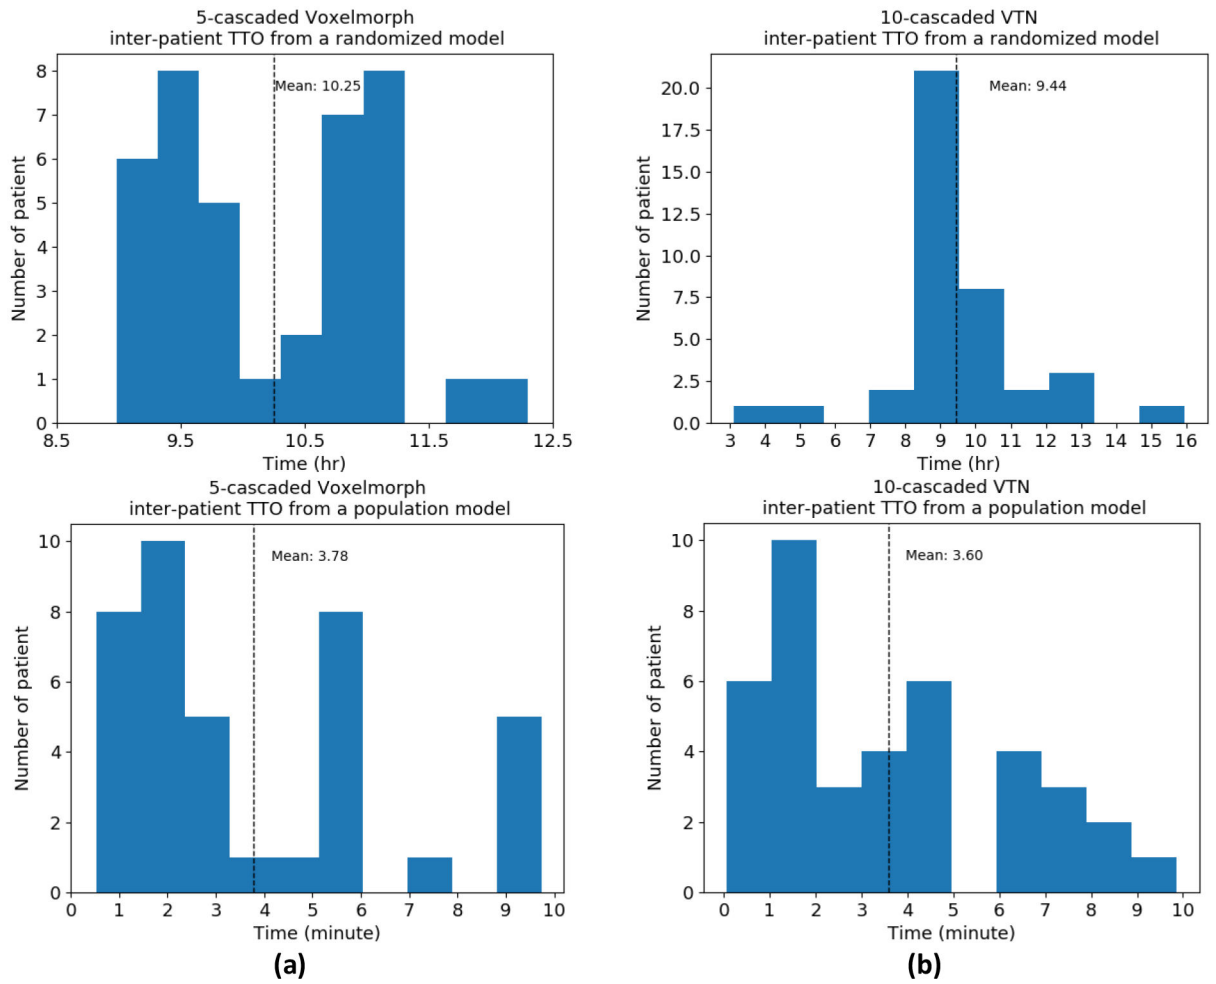 5-cascaded Voxelmorph
inter-patient TTO from a randomized model
Mean: 10.25
Number of patient
8
7
6
5
4
3
2
1
0
8.5 9.5 10.5 11.5 12.5
Time (hr)
10-cascaded VTN
inter-patient TTO from a randomized model
Mean: 9.44
Number of patient
20.0
17.5
15.0
12.5
10.0
7.5
5.0
2.5
0.0
3 4 5 6 7 8 9 10 11 12 13 14 15 16
Time (hr)
5-cascaded Voxelmorph
inter-patient TTO from a population model
Mean: 3.78
Number of patient
10
8
6
4
2
0
0 1 2 3 4 5 6 7 8 9 10
Time (minute)
(a)
10-cascaded VTN
inter-patient TTO from a population model
Mean: 3.60
Number of patient
10
8
6
4
2
0
0 1 2 3 4 5 6 7 8 9 10
Time (minute)
(b)